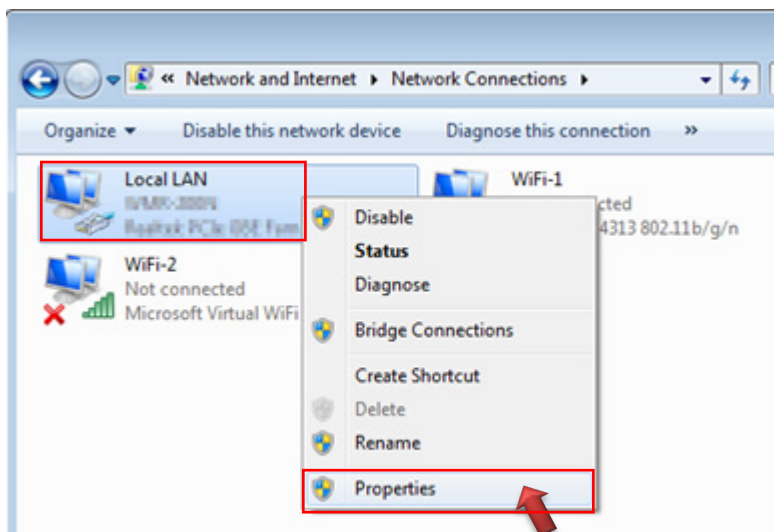 « Network and Internet ▸ Network Connections ▸
Organize ▾ Disable this network device Diagnose this connection »
Local LAN
WiFi-1
cted
4313 802.11b/g/n
WiFi-2
Not connected
Microsoft Virtual WiFi
Disable
Status
Diagnose
Bridge Connections
Create Shortcut
Delete
Rename
Properties